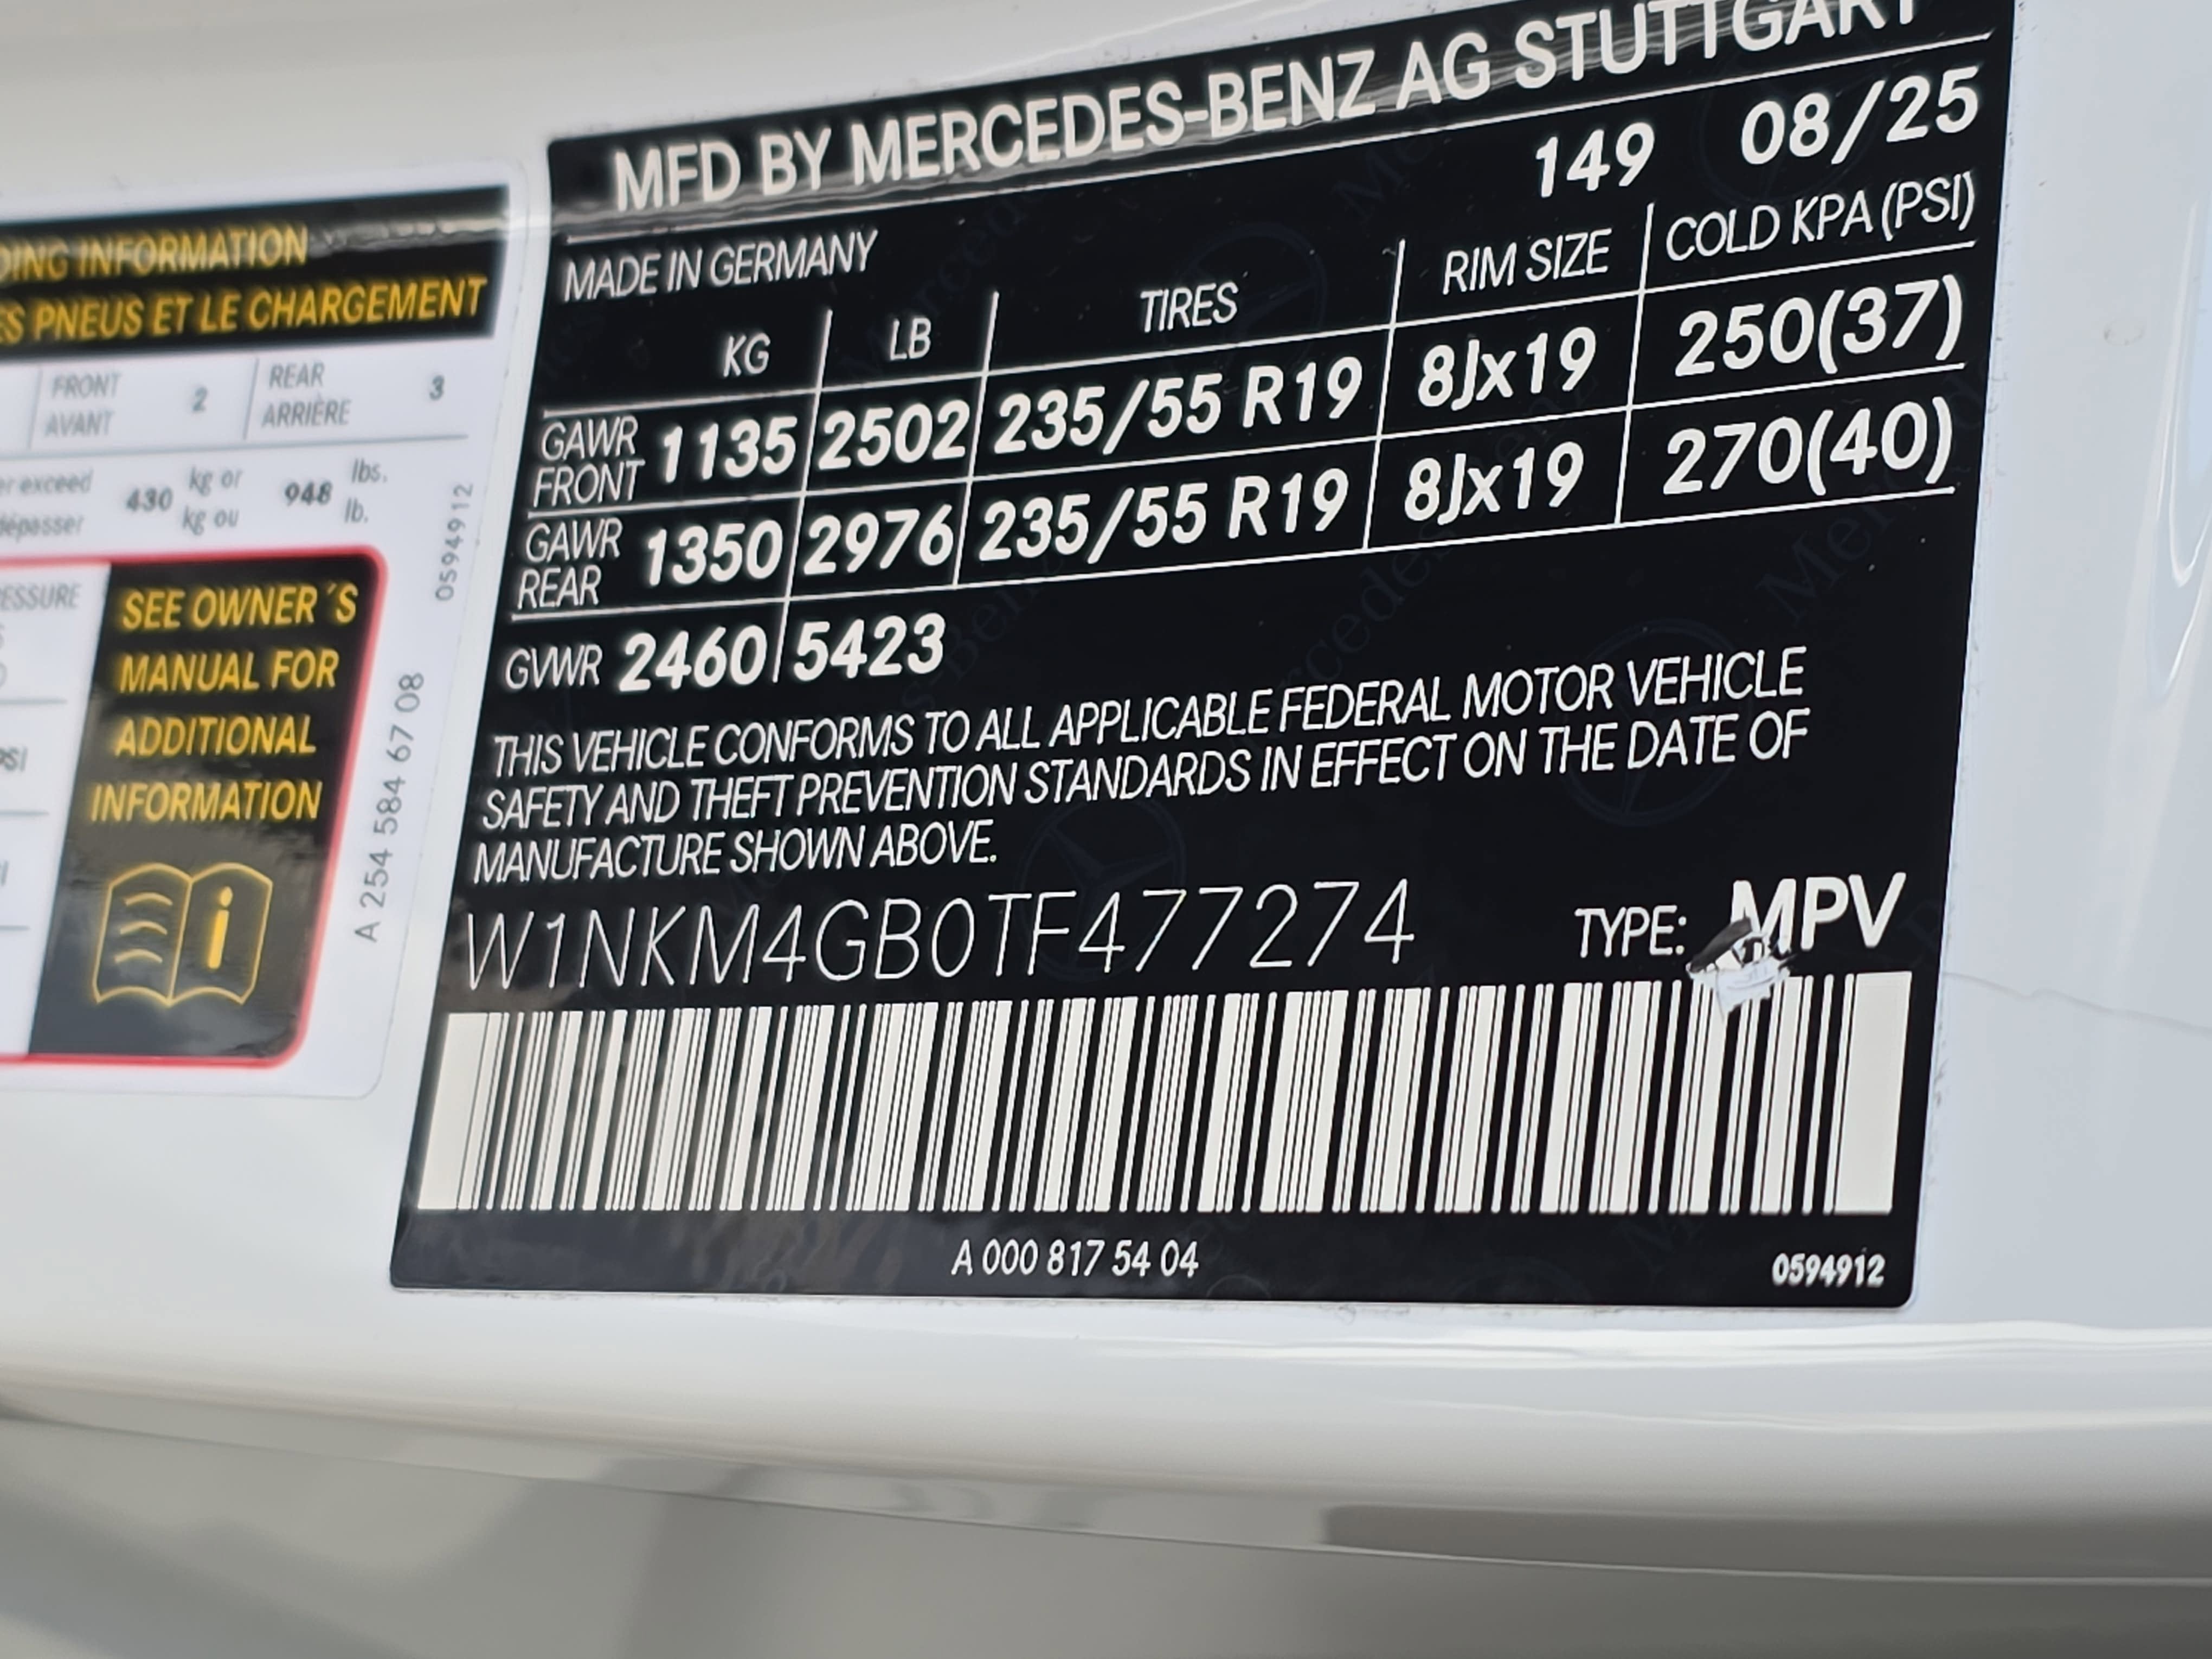 MFD BY MERCEDES-BENZ AG STUTTGART
149 08/25
MADE IN GERMANY
KG LB TIRES RIM SIZE COLD KPA (PSI)
GAWR FRONT 1135 2502 235/55 R19 8Jx19 250(37)
GAWR REAR 1350 2976 235/55 R19 8Jx19 270(40)
GVWR 2460 5423
THIS VEHICLE CONFORMS TO ALL APPLICABLE FEDERAL MOTOR VEHICLE
SAFETY AND THEFT PREVENTION STANDARDS IN EFFECT ON THE DATE OF
MANUFACTURE SHOWN ABOVE.
W1NKM4GB0TF477274 TYPE: MPV
A 000 817 54 04 0594912
INFORMATION
PNEUS ET LE CHARGEMENT
FRONT 2 REAR 3
AVANT ARRIÈRE
exceed 430 kg or 948 lbs.
dépasser kg ou lb.
SEE OWNER´S
MANUAL FOR
ADDITIONAL
INFORMATION
i
0594912
A 254 584 67 08
PSI